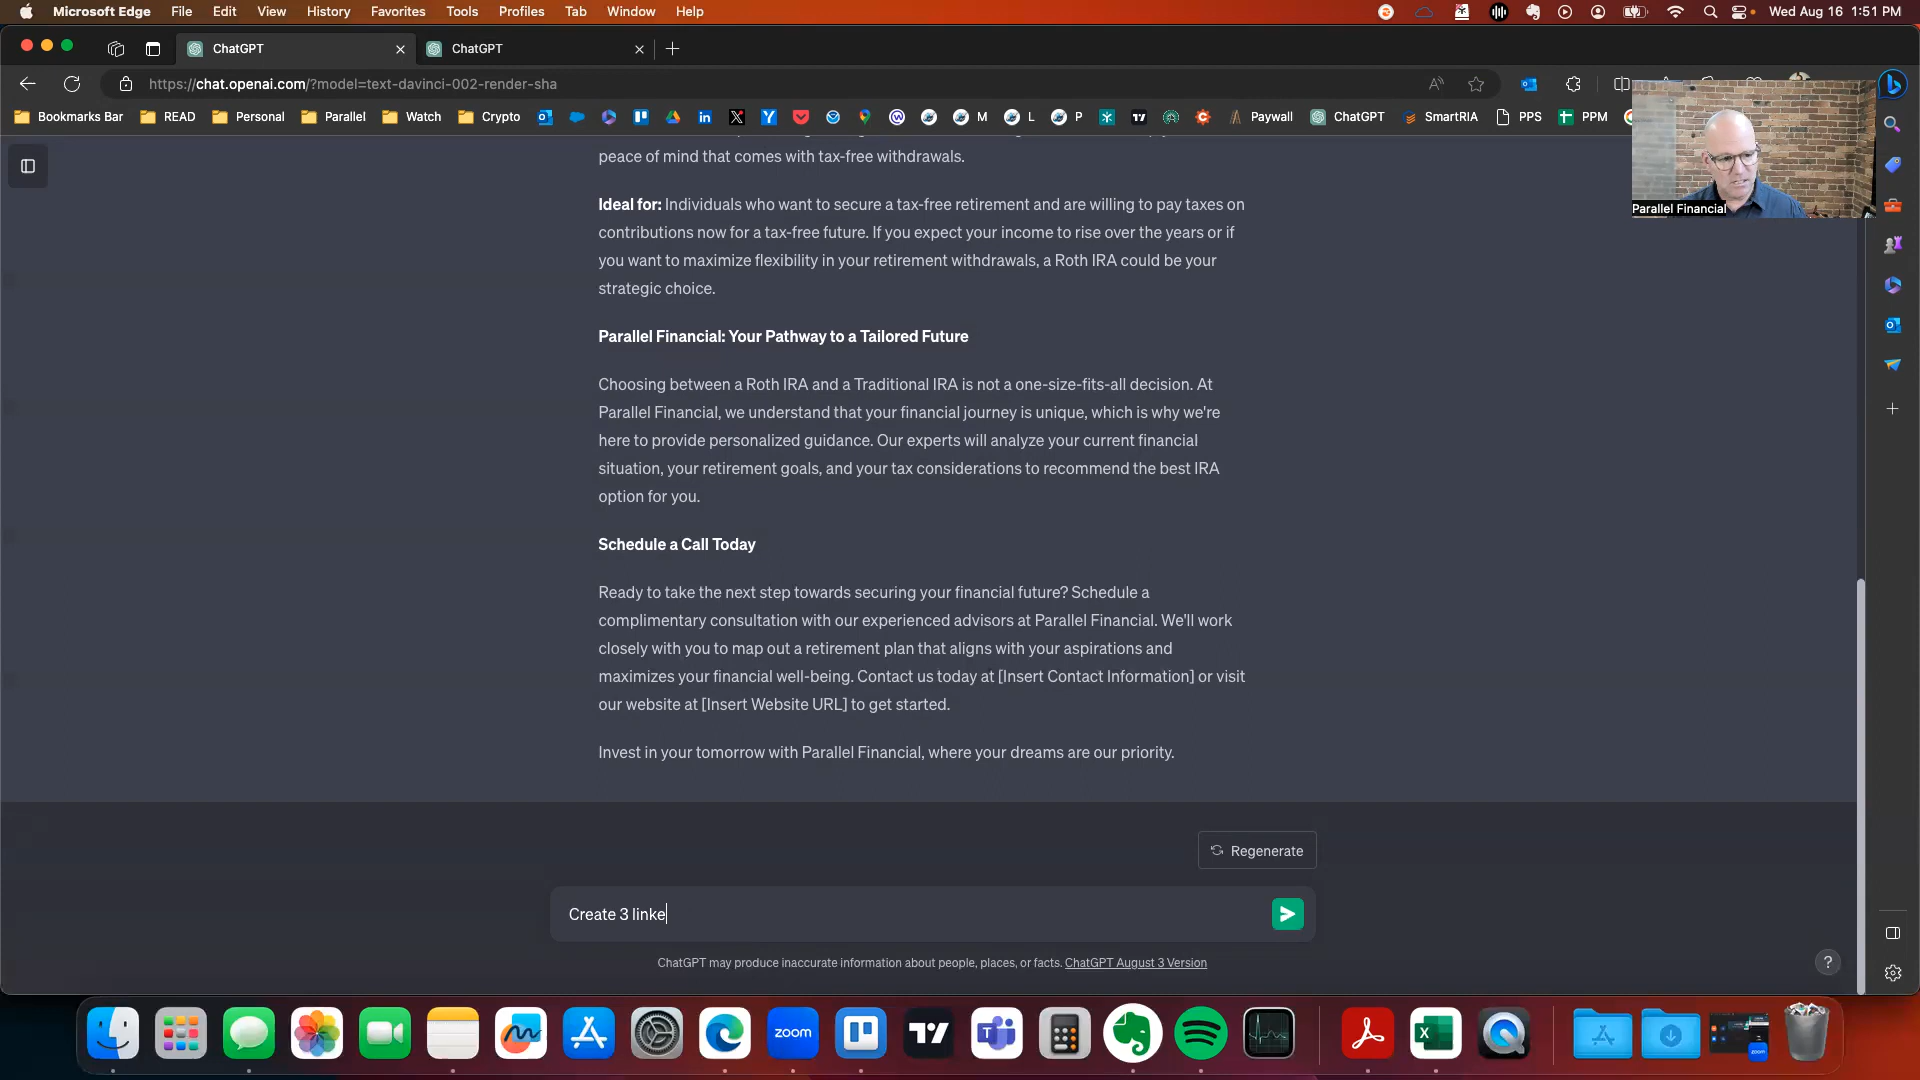 Microsoft Edge File Edit View History Favorites Tools Profiles Tab Window Help
Wed Aug 16 1:51 PM
ChatGPT
ChatGPT
https://chat.openai.com/?model=text-davinci-002-render-sha
Bookmarks Bar READ Personal Parallel Watch Crypto M L P Paywall ChatGPT SmartRIA PPS PPM
Parallel Financial
peace of mind that comes with tax-free withdrawals.
Ideal for: Individuals who want to secure a tax-free retirement and are willing to pay taxes on
contributions now for a tax-free future. If you expect your income to rise over the years or if
you want to maximize flexibility in your retirement withdrawals, a Roth IRA could be your
strategic choice.
Parallel Financial: Your Pathway to a Tailored Future
Choosing between a Roth IRA and a Traditional IRA is not a one-size-fits-all decision. At
Parallel Financial, we understand that your financial journey is unique, which is why we're
here to provide personalized guidance. Our experts will analyze your current financial
situation, your retirement goals, and your tax considerations to recommend the best IRA
option for you.
Schedule a Call Today
Ready to take the next step towards securing your financial future? Schedule a
complimentary consultation with our experienced advisors at Parallel Financial. We'll work
closely with you to map out a retirement plan that aligns with your aspirations and
maximizes your financial well-being. Contact us today at [Insert Contact Information] or visit
our website at [Insert Website URL] to get started.
Invest in your tomorrow with Parallel Financial, where your dreams are our priority.
Regenerate
Create 3 linke
ChatGPT may produce inaccurate information about people, places, or facts. ChatGPT August 3 Version
?
zoom